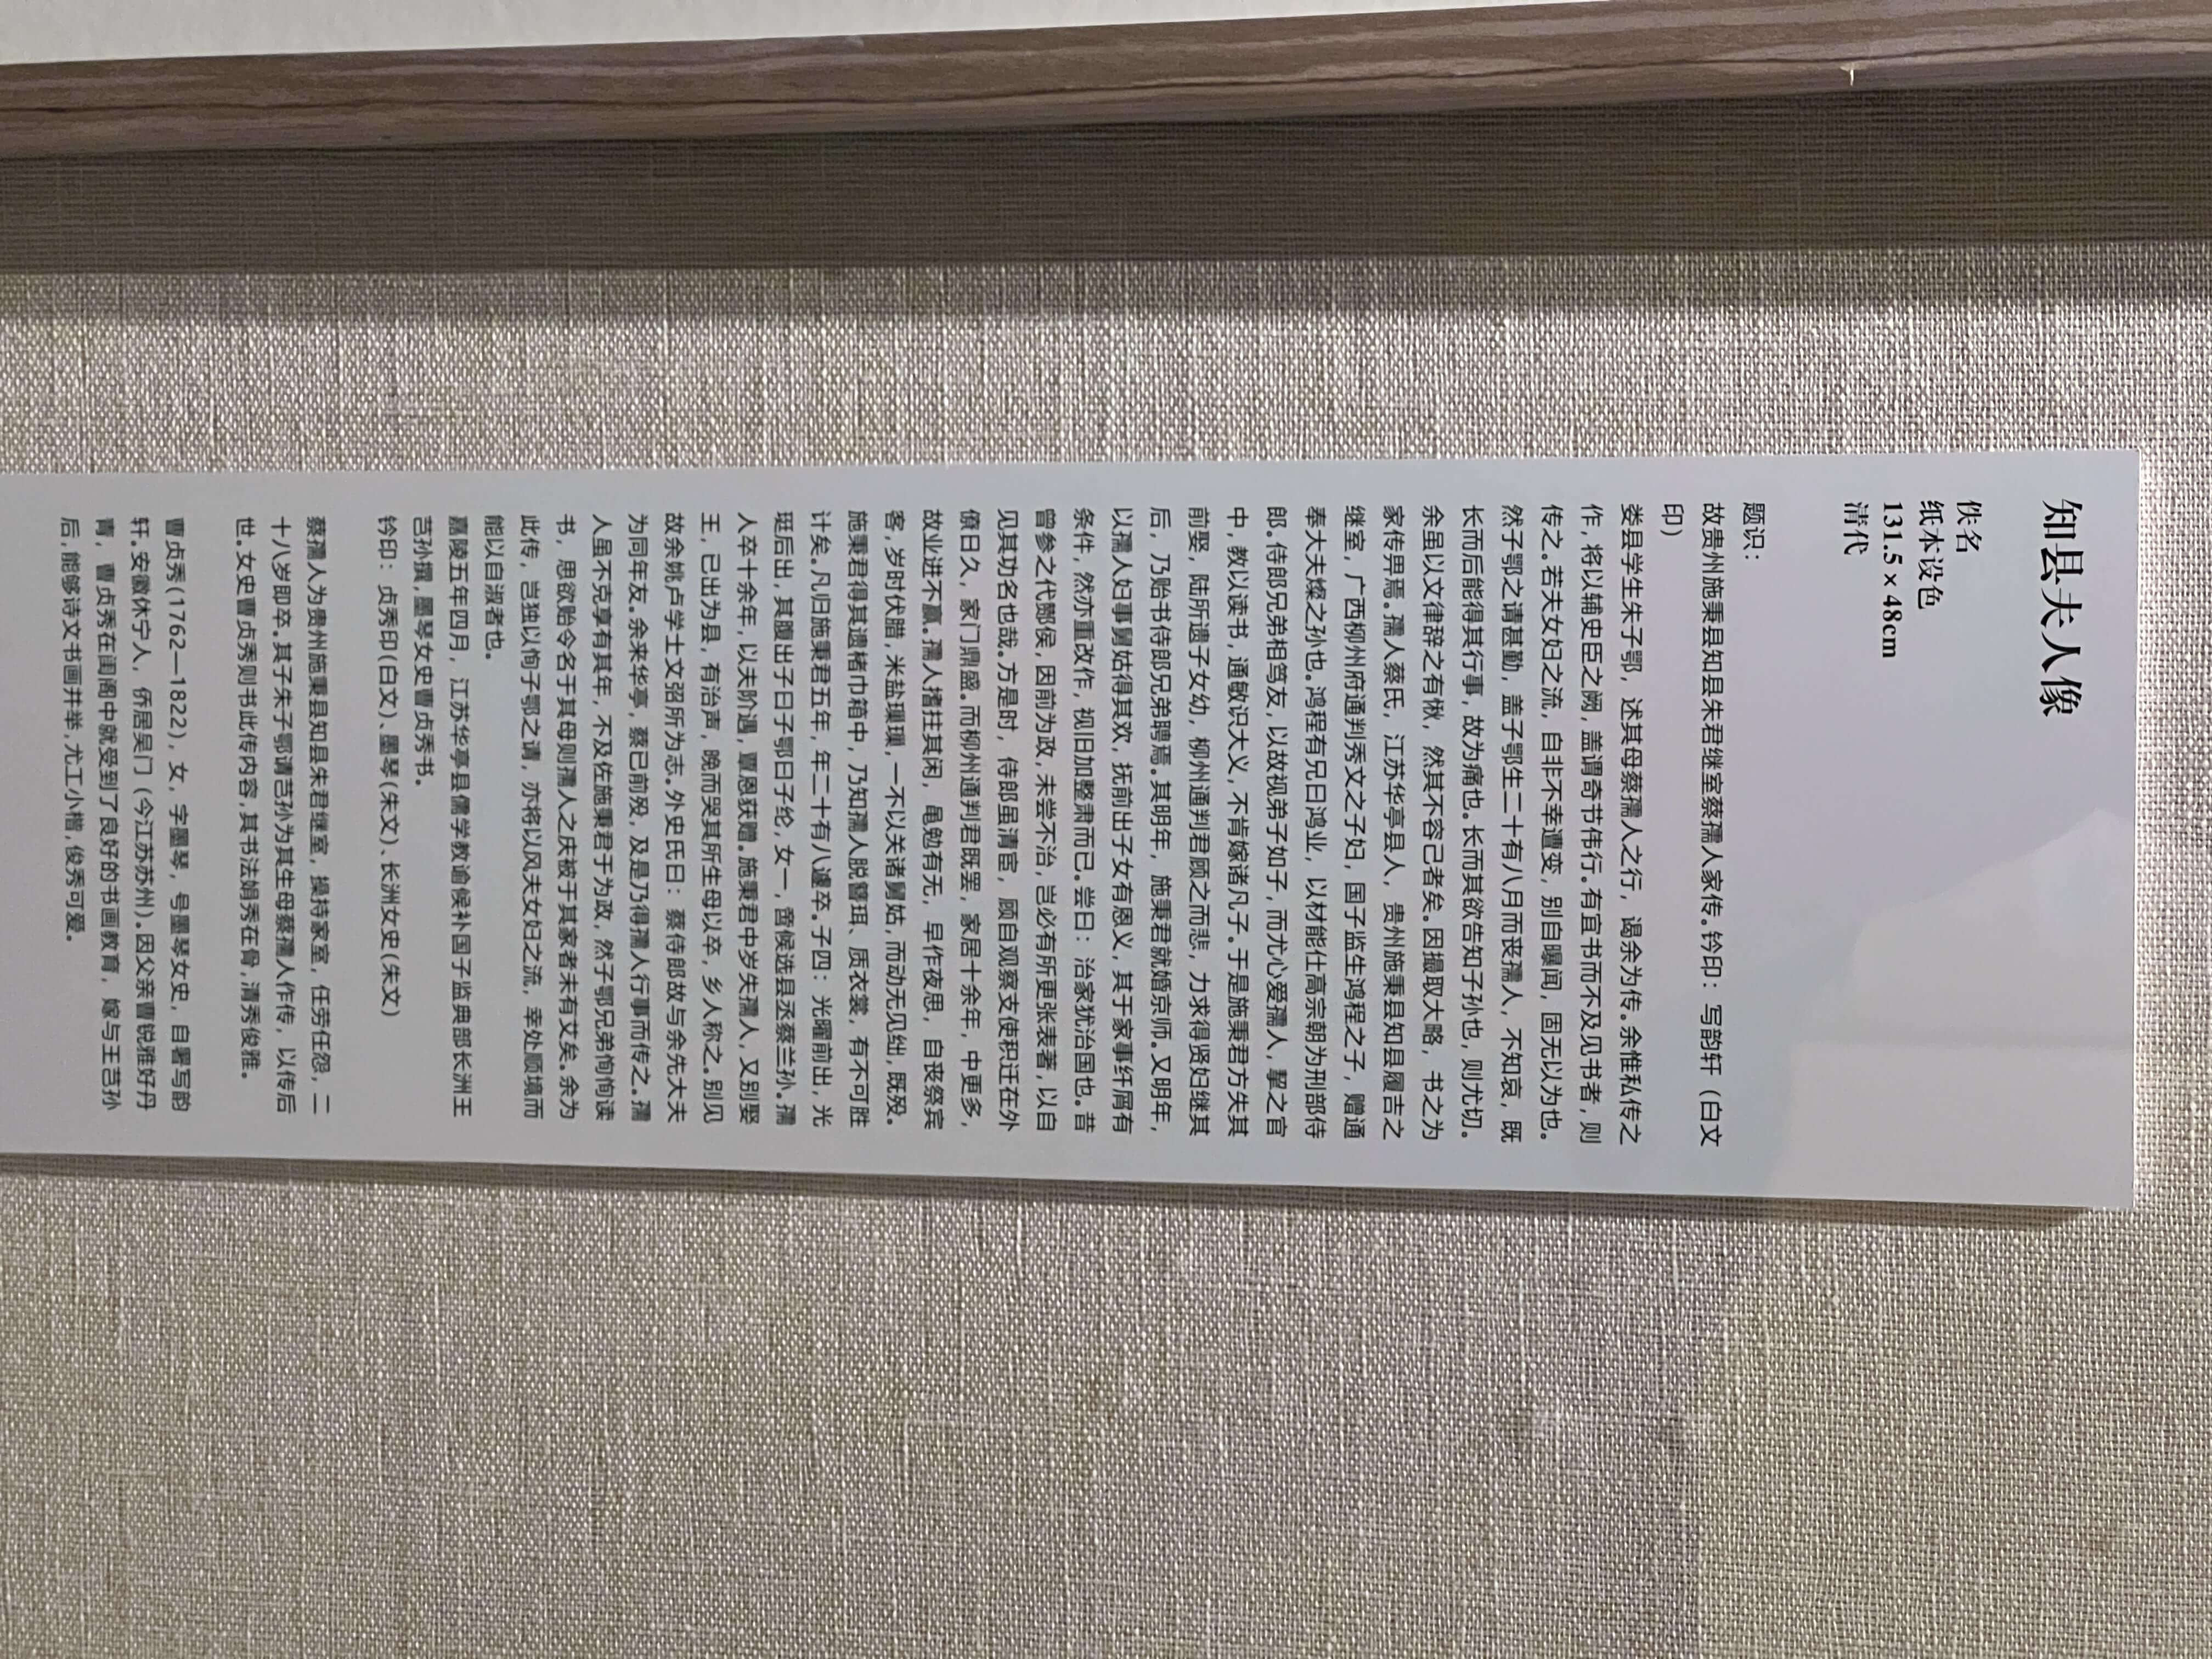 知县夫人像
佚名
纸本设色
131.5 × 48cm
清代
题识：
故贵州施秉县知县朱君继室蔡孺人家传。钤印：写韵轩（白文
印）
娄县学生朱子鄂，述其母蔡孺人之行，谒余为传。余惟私传之
作，将以辅史臣之阙，盖谓奇节伟行。有宜书而不及见书者，则
传之。若夫女妇之流，自非不幸遭变，别自曝闻，固无以为也。
然子鄂之请甚勤，盖子鄂生二十有八月而丧孺人，不知哀，既
长而后能得其行事，故为痛也。长而其欲告知子孙也，则尤切。
余虽以文律辞之有愀，然其不容己者矣。因撮取大略，书之为
家传畀焉。孺人蔡氏，江苏华亭县人，贵州施秉县知县履吉之
继室，广西柳州府通判秀文之子妇，国子监生鸿程之子，赠通
奉大夫燦之孙也。鸿程有兄曰鸿业，以材能仕高宗朝为刑部侍
郎。侍郎兄弟相笃友，以故视弟子如子，而尤心爱孺人，挈之官
中，教以读书，通敏识大义，不肯嫁诸凡子。于是施秉君方失其
前娶，陆所遗子女幼，柳州通判君顾之而悲，力求得贤妇继其
后，乃贻书侍郎兄弟聘焉。其明年，施秉君就婚京师。又明年，
以孺人妇事舅姑得其欢，抚前出子女有恩义，其于家事纤屑有
条件，然亦重改作，视旧加整肃而已。尝曰：治家犹治国也。昔
曾参之代酂侯，因前为政，未尝不治，岂必有所更张表著，以自
见其功名也哉。方是时，侍郎虽清宦，顾自观察支使积迁在外
僚日久，家门鼎盛。而柳州通判君既罢，家居十余年，中更多，
故业进不赢。孺人搘拄其闲，黾勉有无，早作夜思，自丧祭宾
客，岁时伏腊，米盐璅璅，一不以关诸舅姑，而动无见绌，既殁。
施秉君得其遗楮巾箱中，乃知孺人脱簪珥、质衣裳，有不可胜
计矣。凡归施秉君五年，年二十有八遽卒。子四：光曜前出，光
珽后出，其腹出子曰子鄂曰子纶，女一，啻候选县丞蔡兰孙。孺
人卒十余年，以夫阶遇，覃恩获赠。施秉君中岁失孺人，又别娶
王，已出为县，有治声，晚而哭其所生母以卒，乡人称之。别见
故余姚卢学士文弨所为志。外史氏曰：蔡侍郎故与余先大夫
为同年友。余来华亭，蔡已前殁，及是乃得孺人行事而传之。孺
人虽不克享有其年，不及佐施秉君于为政，然子鄂兄弟恂恂读
书，思欲贻令名于其母则孺人之庆被于其家者未有艾矣。余为
此传，岂独以恂子鄂之请，亦将以风夫女妇之流，幸处顺境而
能以自淑者也。
嘉陵五年四月，江苏华亭县儒学教谕候补国子监典部长洲王
芑孙撰，墨琴女史曹贞秀书。
钤印：贞秀印（白文）、墨琴（朱文）、长洲女史（朱文）
蔡孺人为贵州施秉县知县朱君继室，操持家室，任劳任怨，二
十八岁即卒。其子朱子鄂请芑孙为其生母蔡孺人作传，以传后
世。女史曹贞秀则书此传内容，其书法娟秀在骨，清秀俊雅。
曹贞秀（1762—1822），女，字墨琴，号墨琴女史，自署写韵
轩。安徽休宁人，侨居吴门（今江苏苏州）。因父亲曹锐雅好丹
青，曹贞秀在闺阁中就受到了良好的书画教育，嫁与王芑孙
后，能够诗文书画并举，尤工小楷，俊秀可爱。